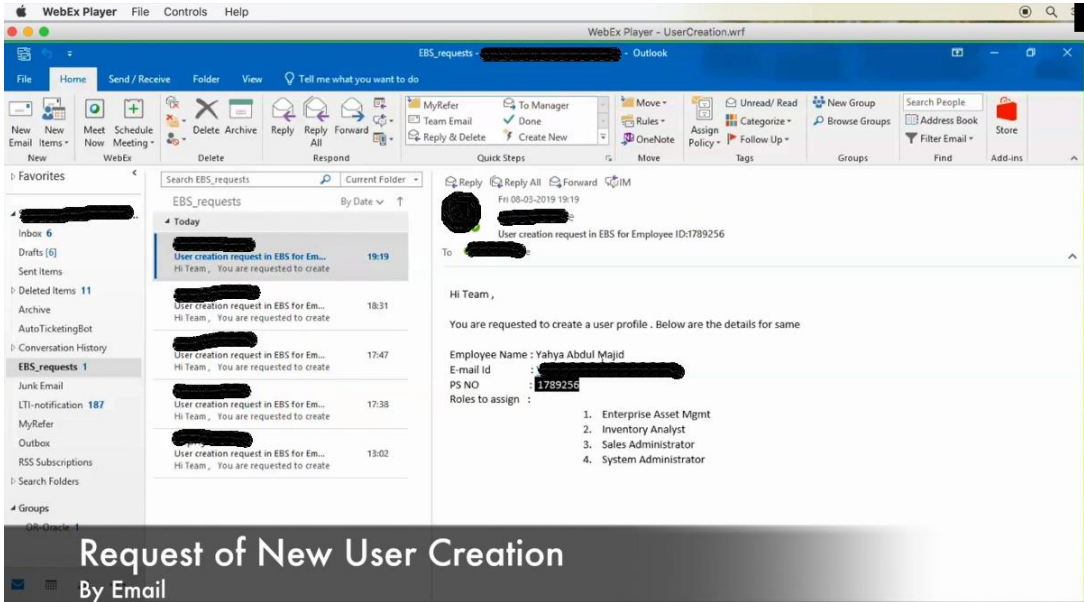 WebEx Player File Controls Help
WebEx Player - UserCreation.wrf
EBS_requests - - Outlook
File Home Send / Receive Folder View Tell me what you want to do
New Email
New Items
Meet Now
Schedule Meeting
Delete Archive
Reply
Reply All
Forward
MyRefer
Team Email
Reply & Delete
To Manager
Done
Create New
Move
Rules
OneNote
Assign Policy
Unread/ Read
Categorize
Follow Up
New Group
Browse Groups
Search People
Address Book
Filter Email
Store
New WebEx Delete Respond Quick Steps Move Tags Groups Find Add-ins
Favorites
Inbox 6
Drafts [6]
Sent Items
Deleted Items 11
Archive
AutoTicketingBot
Conversation History
EBS_requests 1
Junk Email
LTI-notification 187
MyRefer
Outbox
RSS Subscriptions
Search Folders
Groups
OR-Oracle 1
Search EBS_requests Current Folder
EBS_requests By Date
Today
User creation request in EBS for Em... 19:19
Hi Team , You are requested to create
User creation request in EBS for Em... 18:31
Hi Team , You are requested to create
User creation request in EBS for Em... 17:47
Hi Team , You are requested to create
User creation request in EBS for Em... 17:38
Hi Team , You are requested to create
User creation request in EBS for Em... 13:02
Hi Team , You are requested to create
Reply Reply All Forward IM
Fri 08-03-2019 19:19
User creation request in EBS for Employee ID:1789256
To
Hi Team ,
You are requested to create a user profile . Below are the details for same
Employee Name : Yahya Abdul Majid
E-mail Id :
PS NO : 1789256
Roles to assign :
1. Enterprise Asset Mgmt
2. Inventory Analyst
3. Sales Administrator
4. System Administrator
Request of New User Creation
By Email